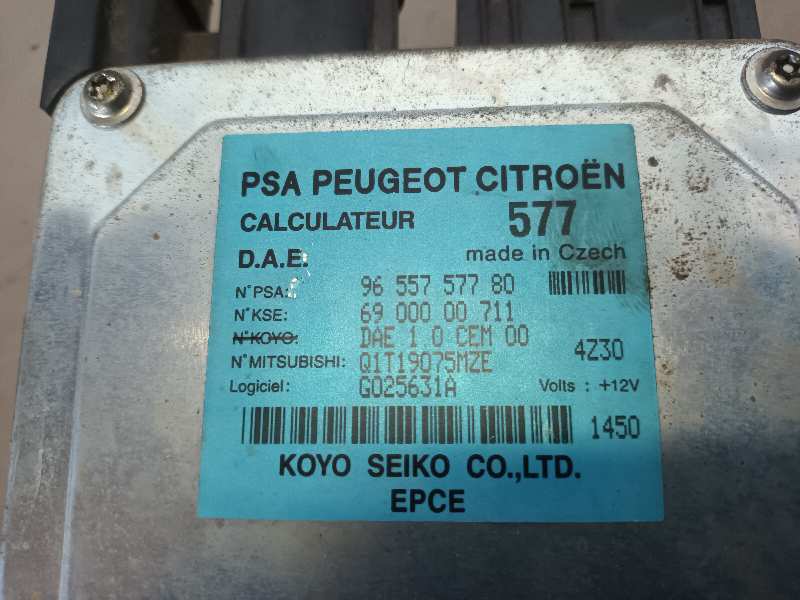 PSA PEUGEOT CITROËN
CALCULATEUR 577
D.A.E. made in Czech
N°PSA: 96 557 577 80
N°KSE: 69 000 00 711
N°KOYO: DAE 1 0 CEM 00
N°MITSUBISHI: Q1T19075MZE 4Z30
Logiciel: G025631A Volts : +12V
1450
KOYO SEIKO CO.,LTD.
EPCE